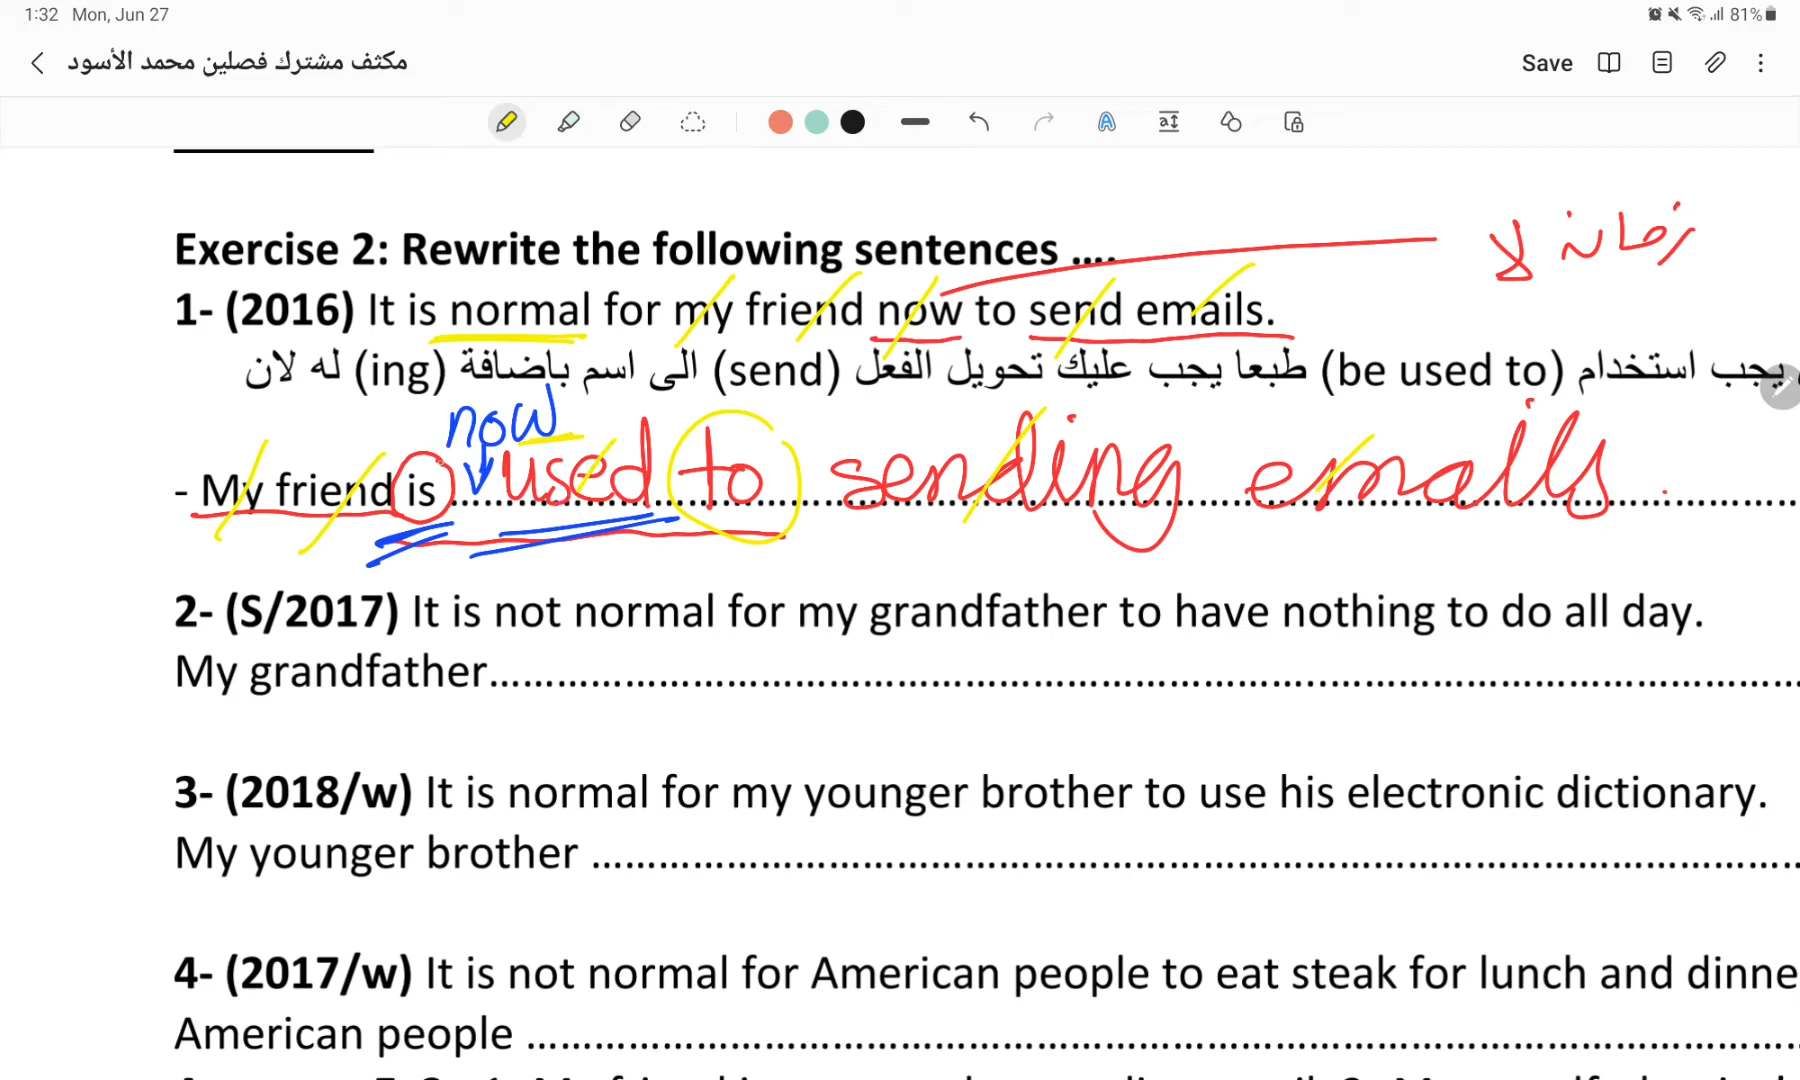 1:32 Mon, Jun 27
81%
مكثف مشترك فصلين محمد الأسود
Save
Exercise 2: Rewrite the following sentences ....
1- (2016) It is normal for my friend now to send emails.
يجب استخدام (be used to) طبعا يجب عليك تحويل الفعل (send) الى اسم بإضافة (ing) له لان
now
- My friend is used to sending emails.
2- (S/2017) It is not normal for my grandfather to have nothing to do all day.
My grandfather
3- (2018/w) It is normal for my younger brother to use his electronic dictionary.
My younger brother
4- (2017/w) It is not normal for American people to eat steak for lunch and dinne
American people